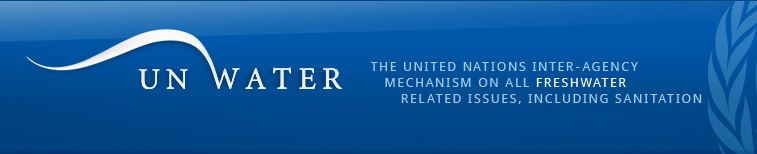 UN WATER
THE UNITED NATIONS INTER-AGENCY
MECHANISM ON ALL FRESHWATER
RELATED ISSUES, INCLUDING SANITATION